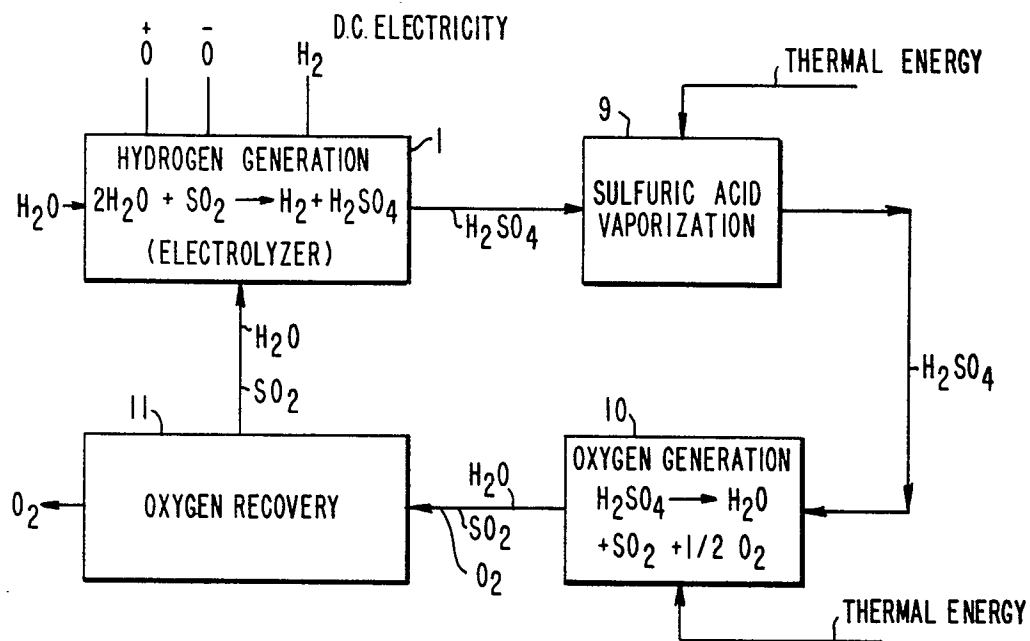 D.C. ELECTRICITY
+ −
O O H₂
THERMAL ENERGY
1
9
HYDROGEN GENERATION
2H₂O + SO₂ → H₂ + H₂SO₄
(ELECTROLYZER)
H₂O
H₂SO₄
SULFURIC ACID
VAPORIZATION
H₂SO₄
H₂O
SO₂
11
OXYGEN RECOVERY
O₂
H₂O
SO₂
O₂
10
OXYGEN GENERATION
H₂SO₄ → H₂O
+SO₂ +1/2 O₂
THERMAL ENERGY